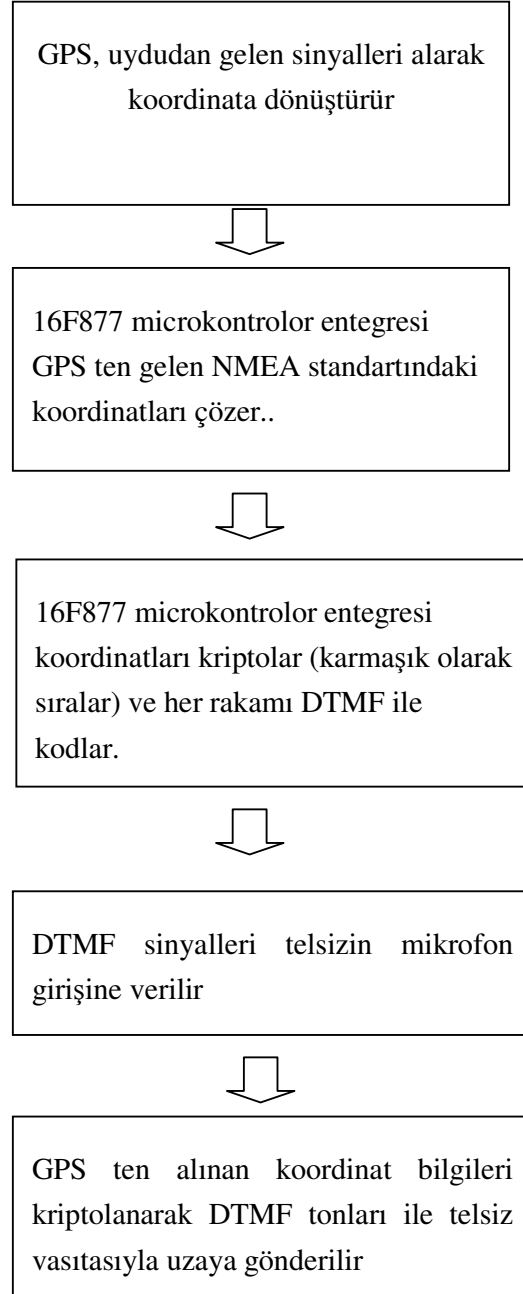 GPS, uydudan gelen sinyalleri alarak
koordinata dönüştürür
16F877 microkontrolor entegresi
GPS ten gelen NMEA standartındaki
koordinatları çözer..
16F877 microkontrolor entegresi
koordinatları kriptolar (karmaşık olarak
sıralar) ve her rakamı DTMF ile
kodlar.
DTMF sinyalleri telsizin mikrofon
girişine verilir
GPS ten alınan koordinat bilgileri
kriptolanarak DTMF tonları ile telsiz
vasıtasıyla uzaya gönderilir